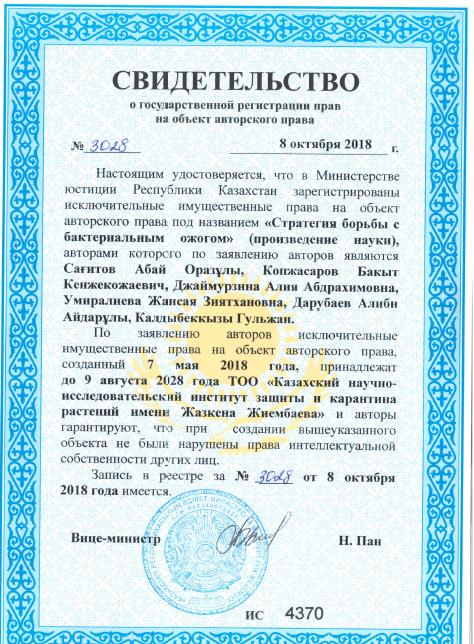 СВИДЕТЕЛЬСТВО
о государственной регистрации прав
на объект авторского права
№ 3028 8 октября 2018 г.
Настоящим удостоверяется, что в Министерстве
юстиции Республики Казахстан зарегистрированы
исключительные имущественные права на объект
авторского права под названием «Стратегия борьбы с
бактериальным ожогом» (произведение науки),
авторами которго по заявлению авторов являются
Сагитов Абай Оразұлы, Копжасаров Бакыт
Кенжекожаевич, Джаймурзина Алия Абдрахимовна,
Умиралиева Жансая Зиятхановна, Дарубаев Алиби
Айдарұлы, Калдыбеккызы Гульжан.
По заявлению авторов исключительные
имущественные права на объект авторского права,
созданный 7 мая 2018 года, принадлежат
до 9 августа 2028 года ТОО «Казахский научно-
исследовательский институт защиты и карантина
растений имени Жазкена Жиембаева» и авторы
гарантируют, что при создании вышеуказанного
объекта не были нарушены права интеллектуальной
собственности других лиц.
Запись в реестре за № 3028 от 8 октября
2018 года имеется.
Вице-министр Н. Пан
ИС 4370